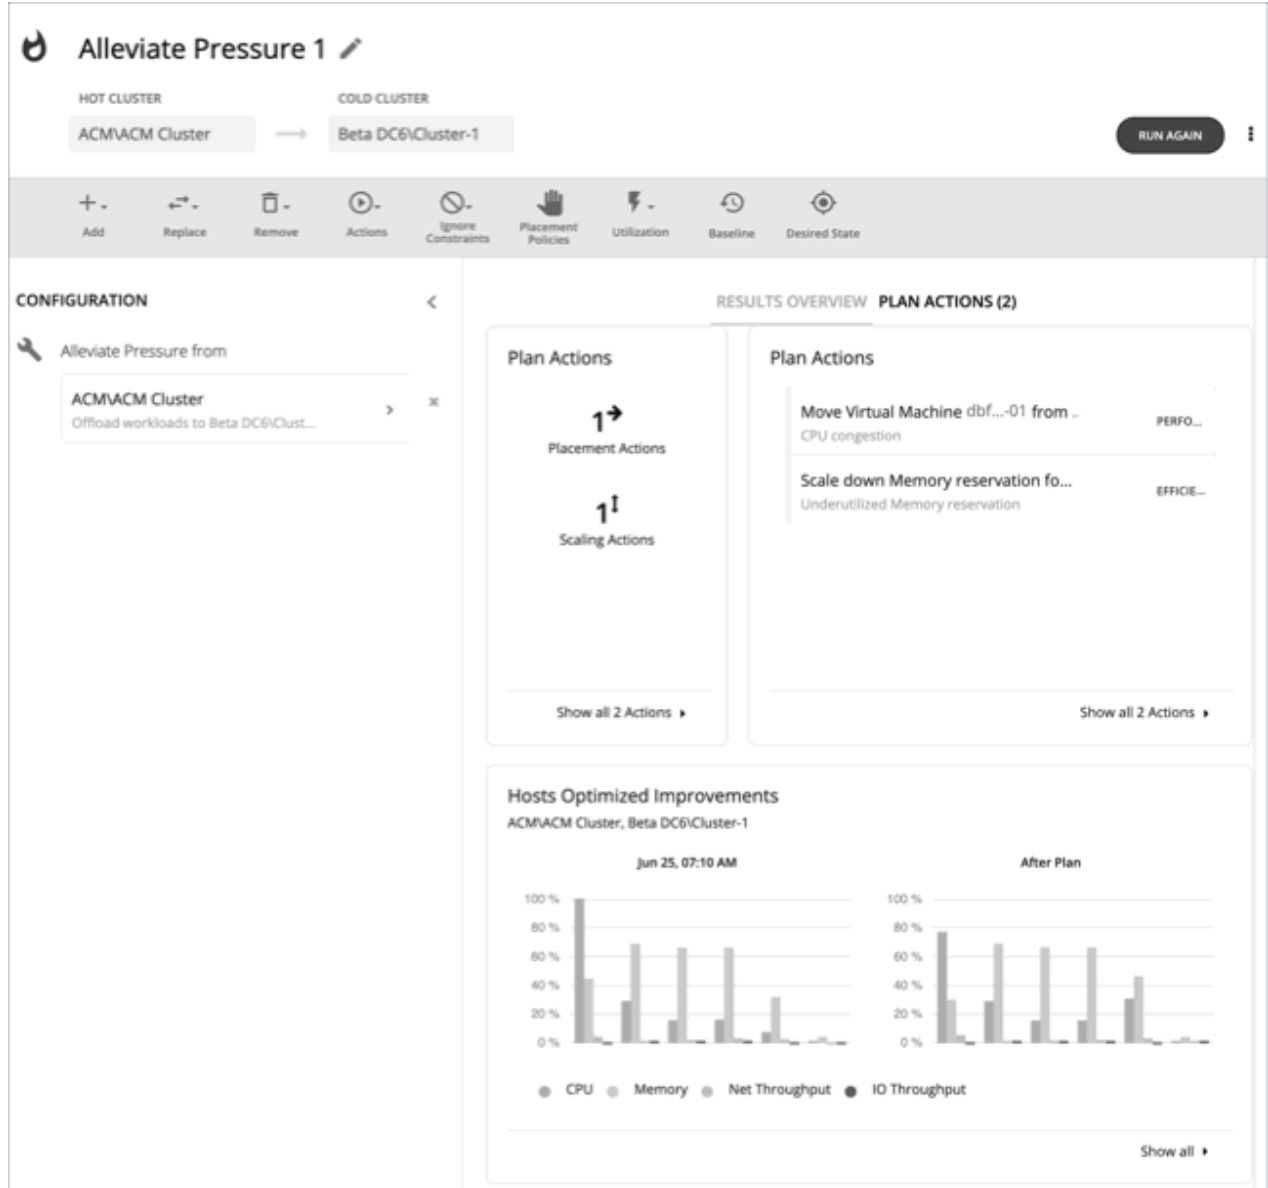 Alleviate Pressure 1
HOT CLUSTER
COLD CLUSTER
ACM\ACM Cluster
Beta DC6\Cluster-1
RUN AGAIN
Add
Replace
Remove
Actions
Ignore
Constraints
Placement
Policies
Utilization
Baseline
Desired State
CONFIGURATION
Alleviate Pressure from
ACM\ACM Cluster
Offload workloads to Beta DC6\Clust...
RESULTS OVERVIEW
PLAN ACTIONS (2)
Plan Actions
1
Placement Actions
1
Scaling Actions
Show all 2 Actions
Plan Actions
Move Virtual Machine dbf...-01 from ..
PERFO...
CPU congestion
Scale down Memory reservation fo...
EFFICIE...
Underutilized Memory reservation
Show all 2 Actions
Hosts Optimized Improvements
ACM\ACM Cluster, Beta DC6\Cluster-1
Jun 25, 07:10 AM
100 %
80 %
60 %
40 %
20 %
0 %
After Plan
100 %
80 %
60 %
40 %
20 %
0 %
CPU
Memory
Net Throughput
IO Throughput
Show all